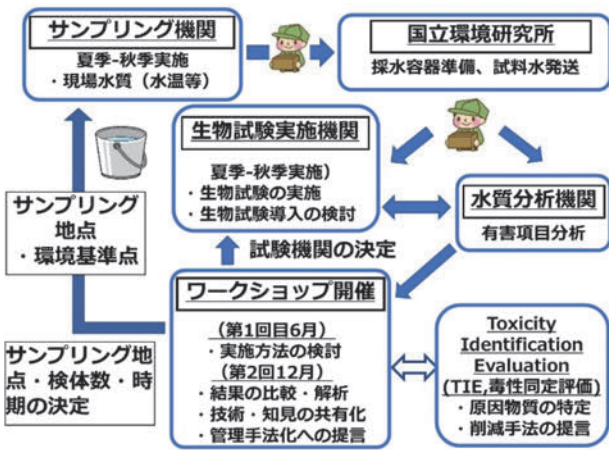 サンプリング機関
夏季-秋季実施
・現場水質（水温等）
国立環境研究所
採水容器準備、試料水発送
生物試験実施機関
夏季-秋季実施）
・生物試験の実施
・生物試験導入の検討
水質分析機関
有害項目分析
サンプリング
地点
・環境基準点
試験機関の決定
ワークショップ開催
（第1回目6月）
・実施方法の検討
（第2回12月）
・結果の比較・解析
・技術・知見の共有化
・管理手法化への提言
サンプリング地
点・検体数・時
期の決定
Toxicity
Identification
Evaluation
(TIE,毒性同定評価)
・原因物質の特定
・削減手法の提言